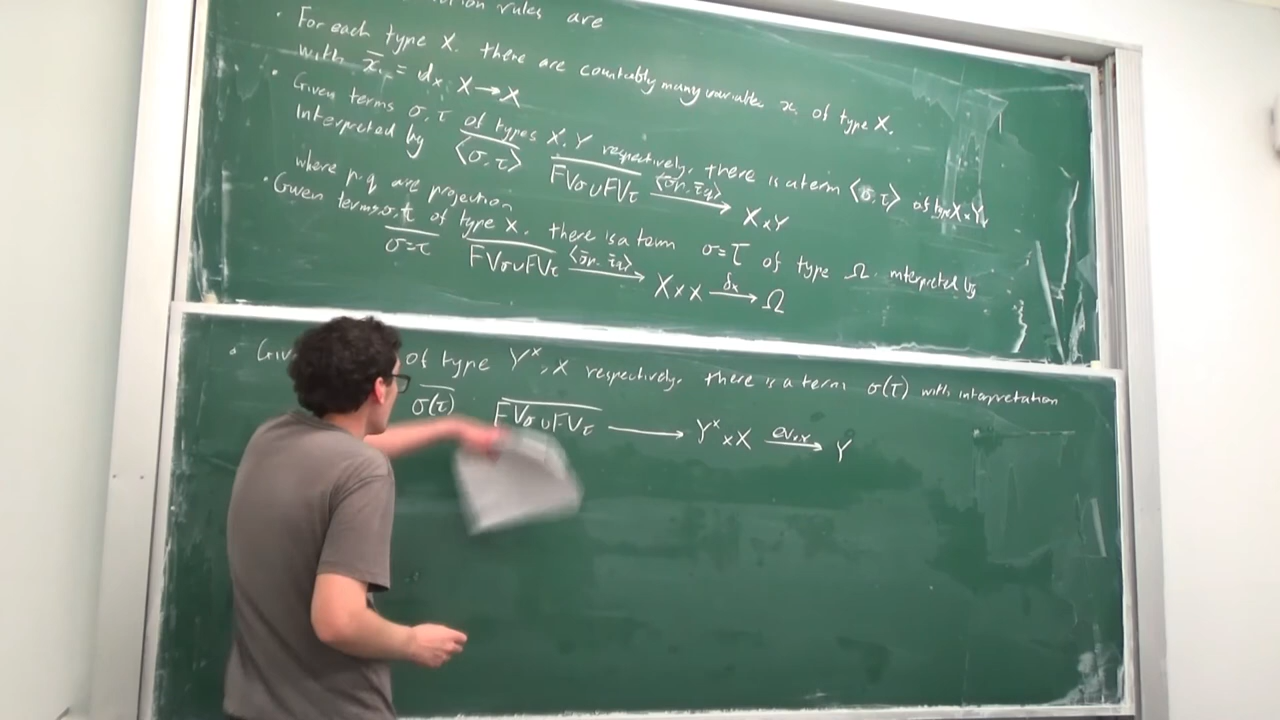 rules are
· For each type X. there are countably many variables x of type X.
with x̄ = id_X X→X
· Given terms σ, τ of types X, Y respectively, there is a term ⟨σ,τ⟩ of type X×Y,
Interpreted by
⟨σ,τ⟩ FVσ∪FVτ ⟨σ̄p, τ̄q⟩ X×Y
where p, q are projection
· Given terms σ, τ of type X, there is a term σ=τ of type Ω interpreted by
σ=τ FVσ∪FVτ ⟨σ̄p, τ̄q⟩ X×X δ_X Ω
of type Y^X, X respectively, there is a term σ(τ) with interpretation
σ(τ) FVσ∪FVτ → Y^X×X → Y